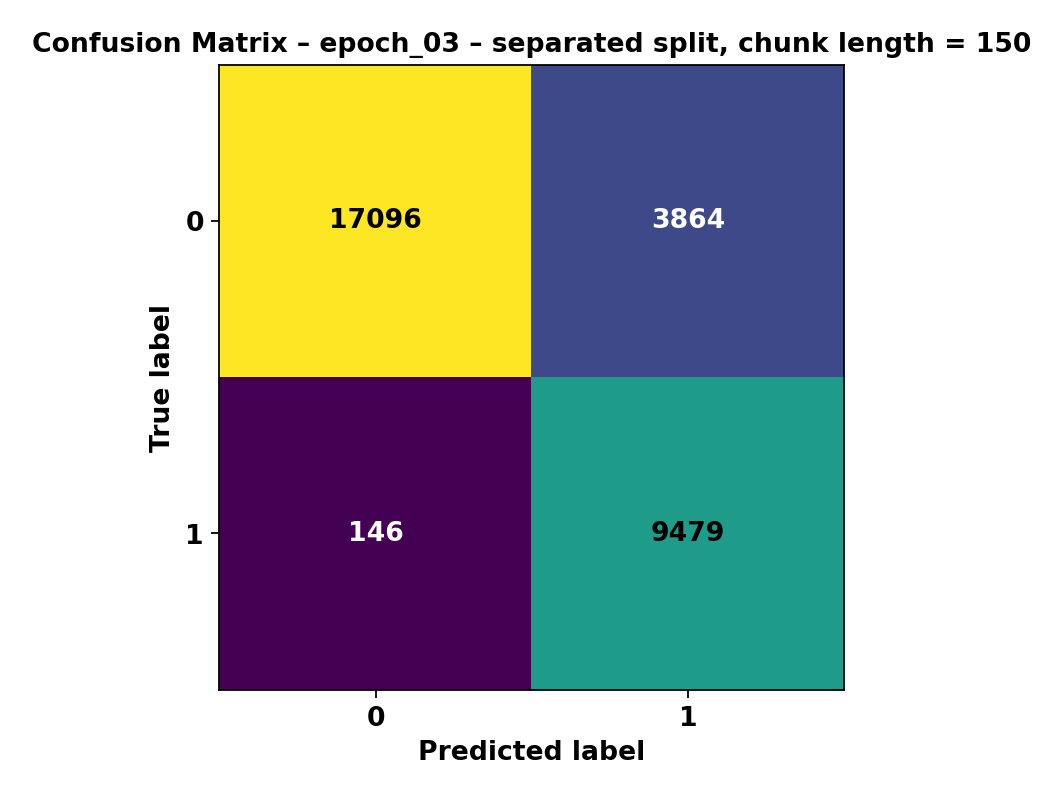 Confusion Matrix – epoch_03 – separated split, chunk length = 150
0
17096
3864
True label
1
146
9479
0
1
Predicted label